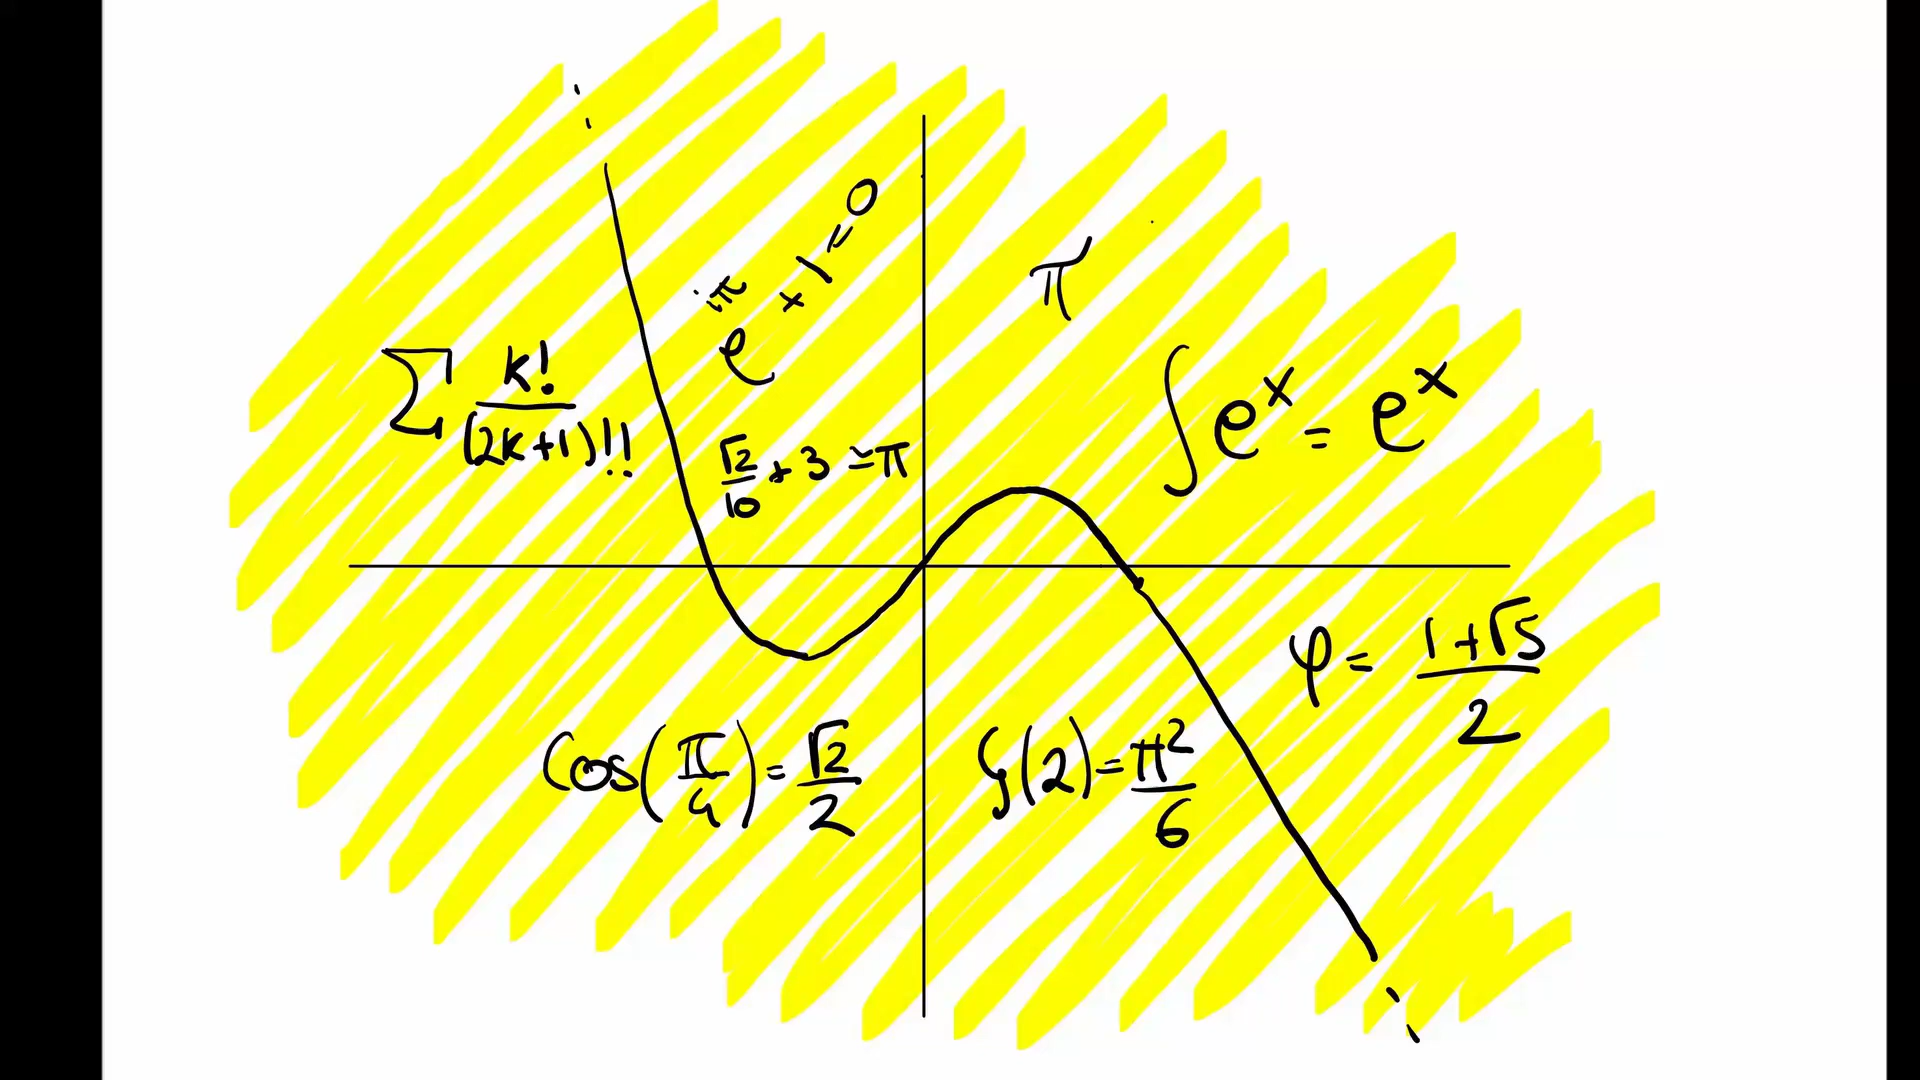 e^{iπ} + 1 = 0
π
∑ k!/(2k+1)!!
∫ e^x = e^x
√2/10 + 3 ≃ π
φ = (1+√5)/2
cos(π/4) = √2/2
ζ(2) = π²/6